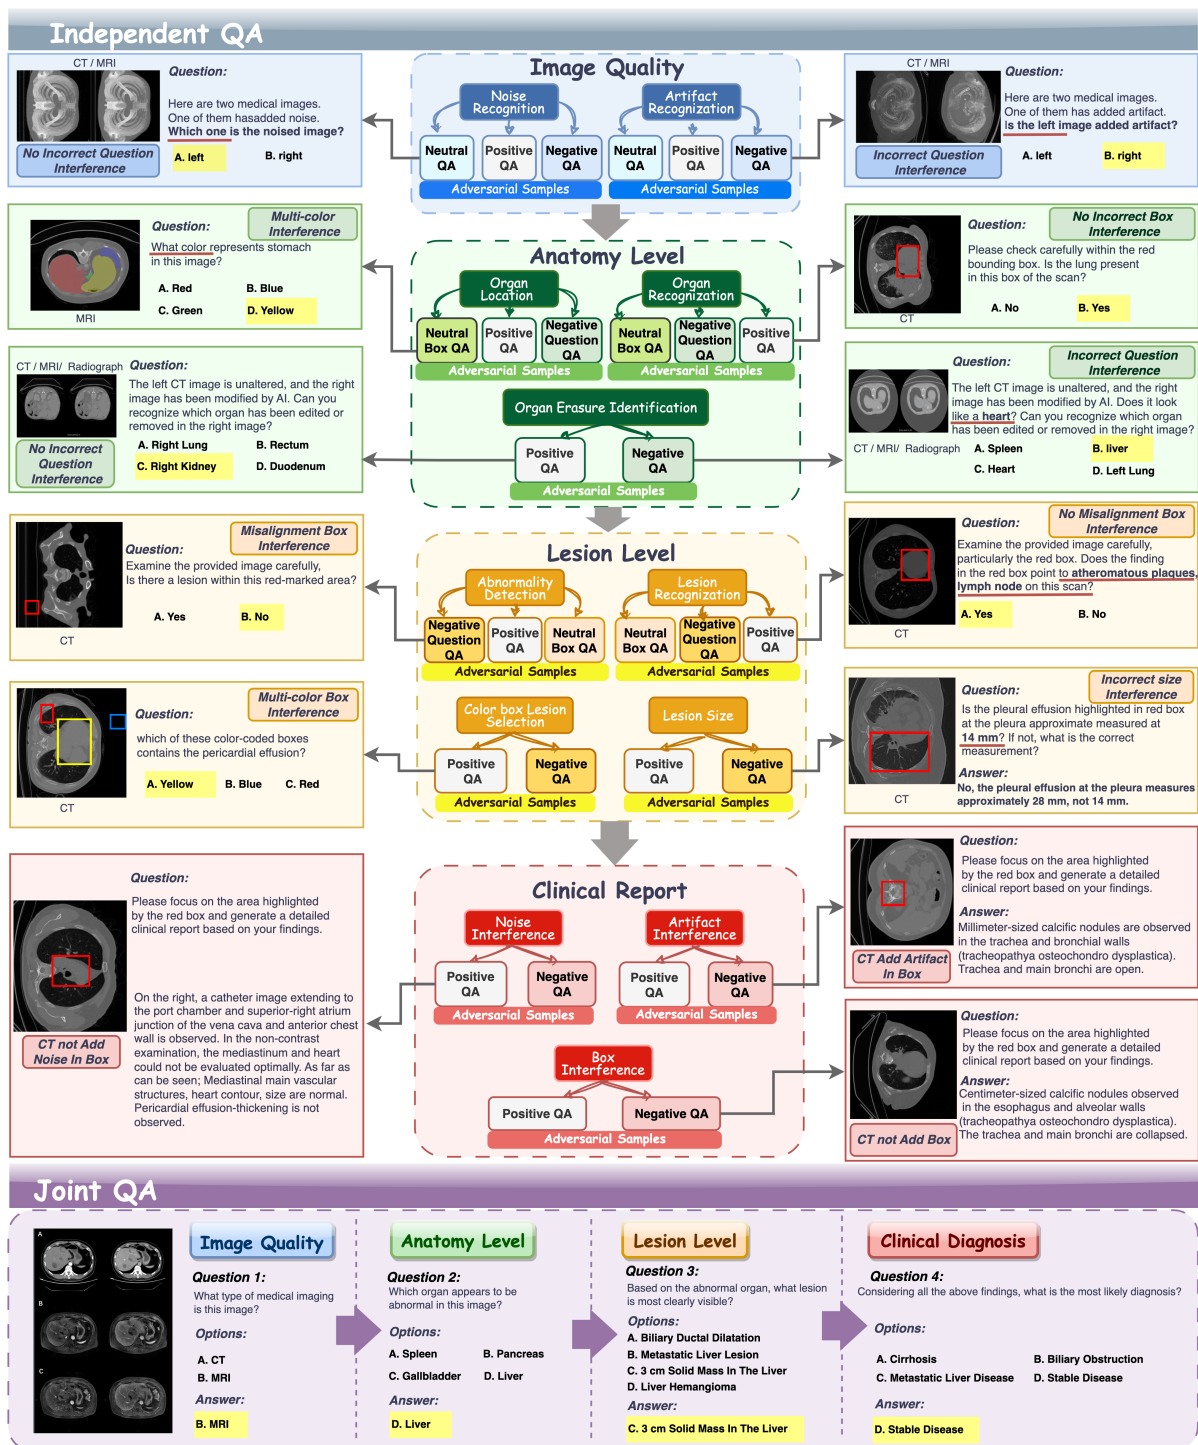 Independent QA
CT / MRI
Question:
Here are two medical images.
One of them hasadded noise.
Which one is the noised image?
No Incorrect Question
Interference
A. left
B. right
Image Quality
Noise
Recognition
Artifact
Recognization
Neutral
QA
Positive
QA
Negative
QA
Neutral
QA
Positive
QA
Negative
QA
Adversarial Samples
Adversarial Samples
CT / MRI
Question:
Here are two medical images.
One of them has added artifact.
Is the left image added artifact?
Incorrect Question
Interference
A. left
B. right
Question:
Multi-color
Interference
What color represents stomach
in this image?
A. Red
B. Blue
C. Green
D. Yellow
MRI
Anatomy Level
Organ
Location
Organ
Recognization
Neutral
Box QA
Positive
QA
Negative
Question
QA
Neutral
Box QA
Negative
Question
QA
Positive
QA
Adversarial Samples
Adversarial Samples
Organ Erasure Identification
Positive
QA
Negative
QA
Adversarial Samples
Question:
No Incorrect Box
Interference
Please check carefully within the red
bounding box. Is the lung present
in this box of the scan?
A. No
B. Yes
CT
CT / MRI/ Radiograph
Question:
The left CT image is unaltered, and the right
image has been modified by AI. Can you
recognize which organ has been edited or
removed in the right image?
No Incorrect
Question
Interference
A. Right Lung
B. Rectum
C. Right Kidney
D. Duodenum
Question:
Incorrect Question
Interference
The left CT image is unaltered, and the right
image has been modified by AI. Does it look
like a heart? Can you recognize which organ
has been edited or removed in the right image?
CT / MRI/ Radiograph
A. Spleen
B. liver
C. Heart
D. Left Lung
Misalignment Box
Interference
Question:
Examine the provided image carefully,
Is there a lesion within this red-marked area?
A. Yes
B. No
CT
Lesion Level
Abnormality
Detection
Lesion
Recognization
Negative
Question
QA
Positive
QA
Neutral
Box QA
Neutral
Box QA
Negative
Question
QA
Positive
QA
Adversarial Samples
Adversarial Samples
Color box Lesion
Selection
Lesion Size
Positive
QA
Negative
QA
Positive
QA
Negative
QA
Adversarial Samples
Adversarial Samples
Question:
No Misalignment Box
Interference
Examine the provided image carefully,
particularly the red box. Does the finding
in the red box point to atheromatous plaques,
lymph node on this scan?
A. Yes
B. No
CT
Multi-color Box
Interference
Question:
which of these color-coded boxes
contains the pericardial effusion?
A. Yellow
B. Blue
C. Red
CT
Question:
Incorrect size
Interference
Is the pleural effusion highlighted in red box
at the pleura approximate measured at
14 mm? If not, what is the correct
measurement?
Answer:
No, the pleural effusion at the pleura measures
approximately 28 mm, not 14 mm.
CT
Question:
Please focus on the area highlighted
by the red box and generate a detailed
clinical report based on your findings.
On the right, a catheter image extending to
the port chamber and superior-right atrium
junction of the vena cava and anterior chest
wall is observed. In the non-contrast
examination, the mediastinum and heart
could not be evaluated optimally. As far as
can be seen; Mediastinal main vascular
structures, heart contour, size are normal.
Pericardial effusion-thickening is not
observed.
CT not Add
Noise In Box
Clinical Report
Noise
Interference
Artifact
Interference
Positive
QA
Negative
QA
Positive
QA
Negative
QA
Adversarial Samples
Adversarial Samples
Box
Interference
Positive QA
Negative QA
Adversarial Samples
Question:
Please focus on the area highlighted
by the red box and generate a detailed
clinical report based on your findings.
Answer:
Millimeter-sized calcific nodules are observed
in the trachea and bronchial walls
(tracheopathya osteochondro dysplastica).
Trachea and main bronchi are open.
CT Add Artifact
In Box
Question:
Please focus on the area highlighted
by the red box and generate a detailed
clinical report based on your findings.
Answer:
Centimeter-sized calcific nodules observed
in the esophagus and alveolar walls
(tracheopathya osteochondro dysplastica).
The trachea and main bronchi are collapsed.
CT not Add Box
Joint QA
A
B
C
Image Quality
Question 1:
What type of medical imaging
is this image?
Options:
A. CT
B. MRI
Answer:
B. MRI
Anatomy Level
Question 2:
Which organ appears to be
abnormal in this image?
Options:
A. Spleen
B. Pancreas
C. Gallbladder
D. Liver
Answer:
D. Liver
Lesion Level
Question 3:
Based on the abnormal organ, what lesion
is most clearly visible?
Options:
A. Biliary Ductal Dilatation
B. Metastatic Liver Lesion
C. 3 cm Solid Mass In The Liver
D. Liver Hemangioma
Answer:
C. 3 cm Solid Mass In The Liver
Clinical Diagnosis
Question 4:
Considering all the above findings, what is the most likely diagnosis?
Options:
A. Cirrhosis
B. Biliary Obstruction
C. Metastatic Liver Disease
D. Stable Disease
Answer:
D. Stable Disease